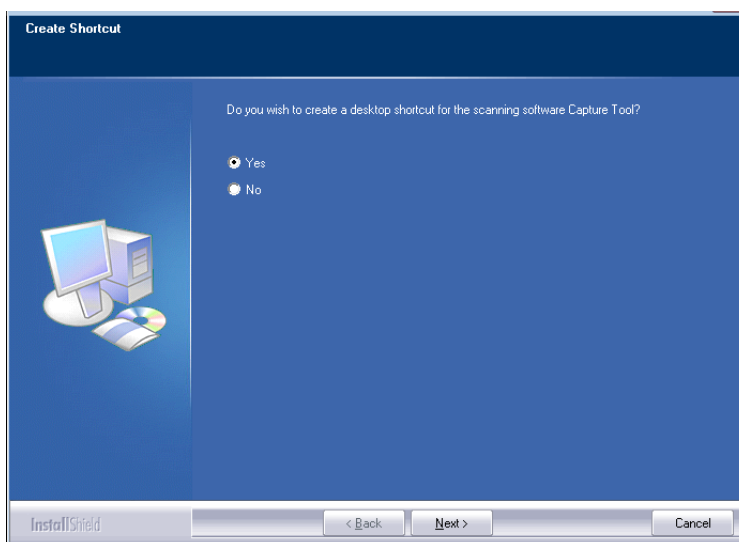 Create Shortcut
Do you wish to create a desktop shortcut for the scanning software Capture Tool?
Yes
No
InstallShield
< Back
Next >
Cancel